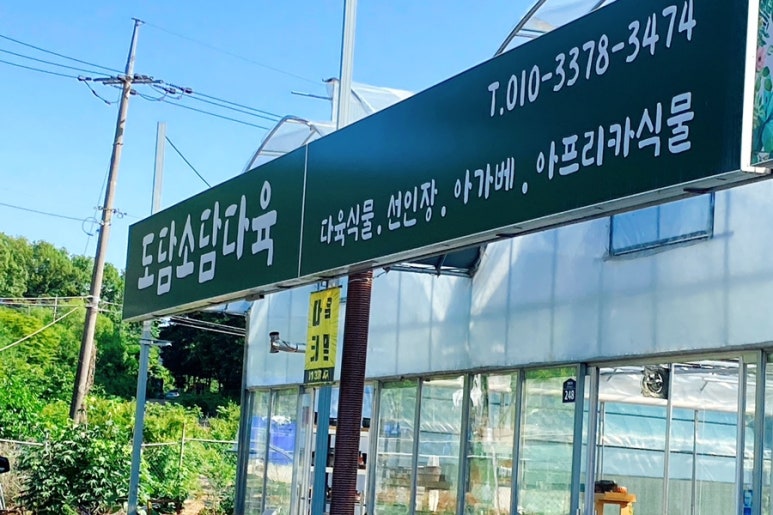 T.010-3378-3474
도담소담다육
다육식물. 선인장. 아가베. 아프리카식물
248